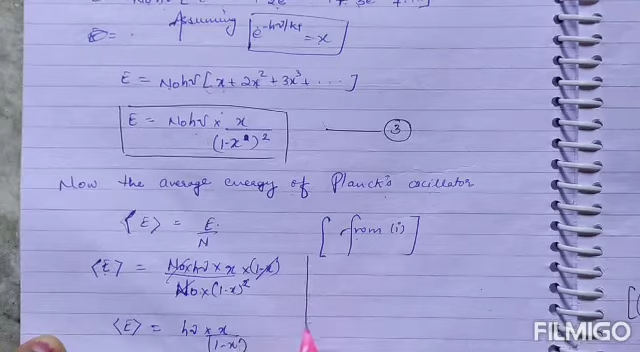 Assuming e^{-hν/kt} = x
E = N₀hν [x + 2x² + 3x³ + ....]
E = N₀hν × x/(1-x)² ——— ③
Now the average energy of Planck's oscillator
⟨E⟩ = E/N [from (i)]
⟨E⟩ = N₀×hν × x × (1-x)/N₀×(1-x)²
⟨E⟩ = hν × x/(1-x)
FILMIGO